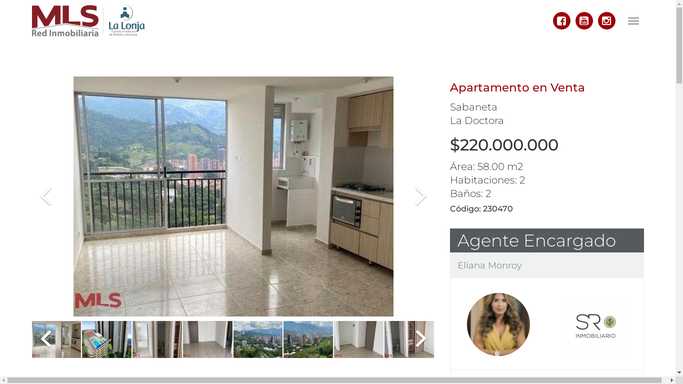 MLS
Red Inmobiliaria
La Lonja
Apartamento en Venta
Sabaneta
La Doctora
$220.000.000
Área: 58.00 m2
Habitaciones: 2
Baños: 2
Código: 230470
MLS
Agente Encargado
Eliana Monroy
SR
INMOBILIARIO